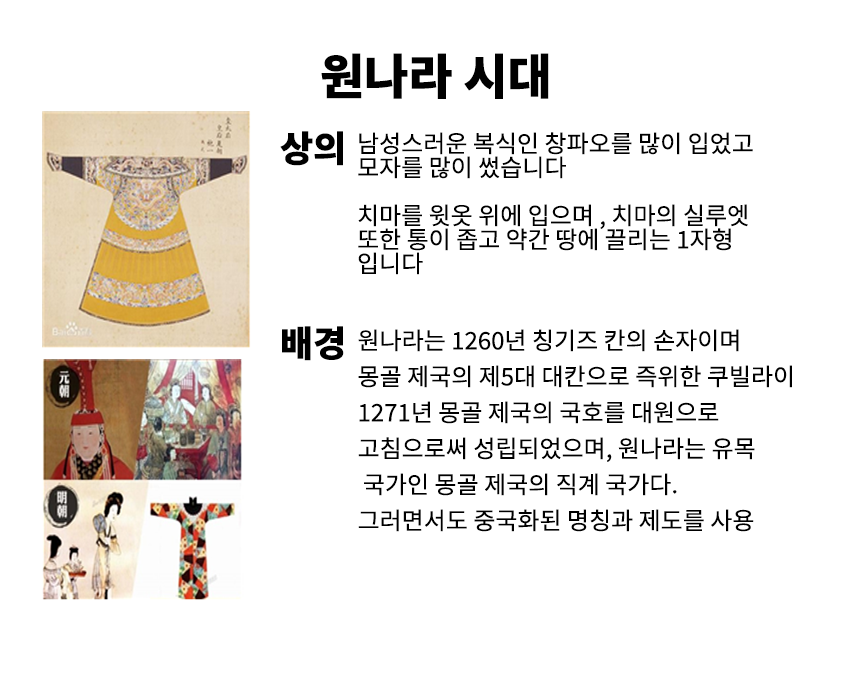 원나라 시대
상의
남성스러운 복식인 창파오를 많이 입었고
모자를 많이 썼습니다
치마를 윗옷 위에 입으며 , 치마의 실루엣
또한 통이 좁고 약간 땅에 끌리는 1자형
입니다
배경
원나라는 1260년 칭기즈 칸의 손자이며
몽골 제국의 제5대 대칸으로 즉위한 쿠빌라이
1271년 몽골 제국의 국호를 대원으로
고침으로써 성립되었으며, 원나라는 유목
국가인 몽골 제국의 직계 국가다.
그러면서도 중국화된 명칭과 제도를 사용
元朝
明朝